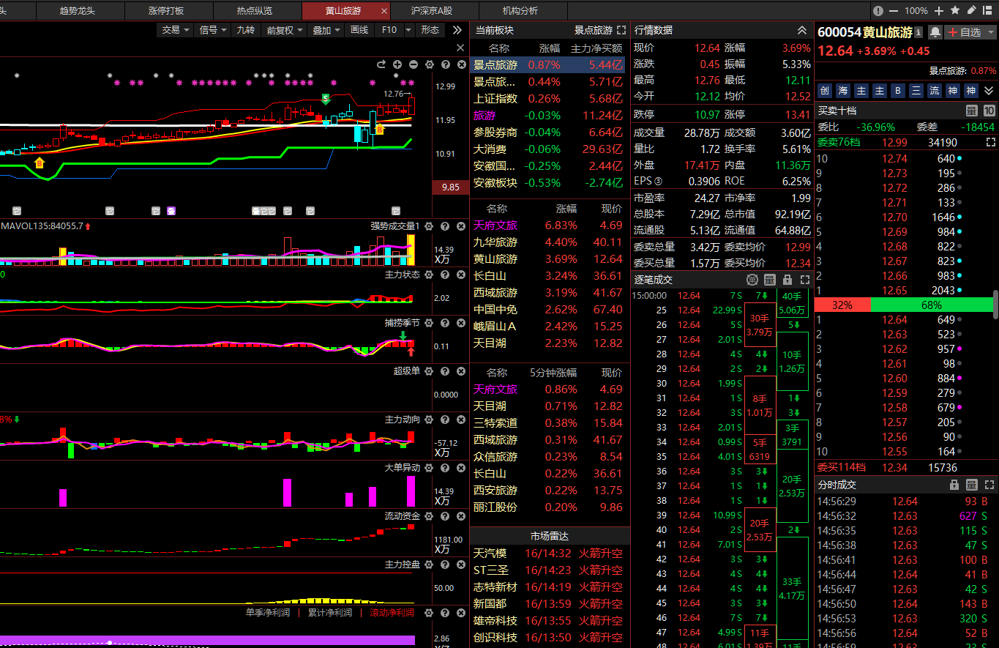 头 趋势龙头 涨停打板 热点纵览 黄山旅游 × 沪深京A股 机构分析 100%
交易 信号 九转 前复权 叠加 画线 F10 形态
12.99
12.76
11.95
10.91
9.85
S
B
B
MAVOL135:84055.7 强势成交量1
14.39
X万
0 主力状态
2.02
捕捞季节
0.11
超级单
0.0000
8% 主力动向
-57.12
X万
大单异动
14.39
X万
流动资金
1181.00
X万
主力控盘
50.00
单季净利润 累计净利润 滚动净利润
2.86
当前板块 景点旅游
名称 涨幅 主力净买额
景点旅游 0.87% 5.44亿
景点旅... 0.44% 5.71亿
上证指数 0.26% 5.68亿
旅游 -0.03% 11.24亿
参股券商 -0.04% 6.64亿
大消费 -0.06% 29.63亿
安徽国... -0.25% 2.44亿
安徽板块 -0.53% -2.74亿
名称 涨幅 现价
天府文旅 6.83% 4.69
九华旅游 4.40% 40.11
黄山旅游 3.69% 12.64
长白山 3.24% 36.61
西域旅游 3.19% 41.67
中国中免 2.62% 67.40
峨眉山Ａ 2.42% 15.25
天目湖 2.23% 12.82
名称 5分钟涨幅 现价
天府文旅 0.86% 4.69
天目湖 0.71% 12.82
三特索道 0.38% 15.84
西域旅游 0.31% 41.67
众信旅游 0.23% 8.54
长白山 0.22% 36.61
西安旅游 0.22% 13.75
丽江股份 0.20% 9.86
市场雷达
天汽模 16/14:32 火箭升空
ST三圣 16/14:23 火箭升空
志特新材 16/14:19 火箭升空
新国都 16/13:59 火箭升空
雄帝科技 16/13:55 火箭升空
创识科技 16/13:50 火箭升空
行情数据
现价 12.64 涨幅 3.69%
涨跌 0.45 振幅 5.33%
最高 12.76 最低 12.11
今开 12.12 均价 12.52
跌停 10.97 涨停 13.41
成交量 28.78万 成交额 3.60亿
量比 1.72 换手率 5.61%
外盘 17.41万 内盘 11.36万
EPS③ 0.3906 ROE 6.25%
市盈率 24.27 市净率 1.99
总股本 7.29亿 总市值 92.19亿
流通股 5.13亿 流通值 64.88亿
委卖总量 3.42万 委卖均价 12.99
委买总量 1.57万 委买均价 12.34
逐笔成交 单 量
15:00:00 12.64 7 S 7 40手
25 12.64 22.99 S 5.06万
26 12.64 5 S 30手 5
27 12.64 2.01 S 3.79万
28 12.64 4 S 4 10手
29 12.64 2 S 2 1.26万
30 12.64 1.99 S
31 12.64 1 S 8手 1
32 12.64 3 S 1.01万 3
33 12.64 2.01 S 3手
34 12.64 0.99 S 5手 3791
35 12.64 4.01 S 6319
36 12.64 3 S 3 20手
37 12.64 1 S 1 2.53万
38 12.64 1 S 1
39 12.64 10.99 S 20手
40 12.64 2 S 2.53万 2
41 12.64 7.01 S
42 12.64 3 S 3
43 12.64 4 S 4 33手
44 12.64 4 S 4 4.17万
45 12.64 3 S 3
46 12.64 7 S 7
47 12.64 4.99 S 11手
48 12.64 6.01 S 1.39万 11手
600054黄山旅游 自选
12.64 +3.69% +0.45
景点旅游: 0.87%
创 海 主 主 B 三 流 神 神
买卖十档 量 10
委比 -36.96% 委差 -18454
委卖76档 12.99 34190
10 12.74 640
9 12.73 195
8 12.72 286
7 12.71 133
6 12.70 1646
5 12.69 984
4 12.68 822
3 12.67 823
2 12.66 983
1 12.65 2043
32% 68%
1 12.64 649
2 12.63 523
3 12.62 957
4 12.61 98
5 12.60 884
6 12.59 279
7 12.58 679
8 12.57 205
9 12.56 90
10 12.55 164
委买114档 12.34 15736
分时成交 量
14:56:29 12.64 93 B
14:56:32 12.63 627 S
14:56:35 12.63 115 S
14:56:38 12.63 47 S
14:56:41 12.63 100 B
14:56:44 12.64 41 B
14:56:47 12.63 42 S
14:56:50 12.64 143 B
14:56:53 12.63 320 S
14:56:56 12.64 52 B
14:56:59 12.63 23 S